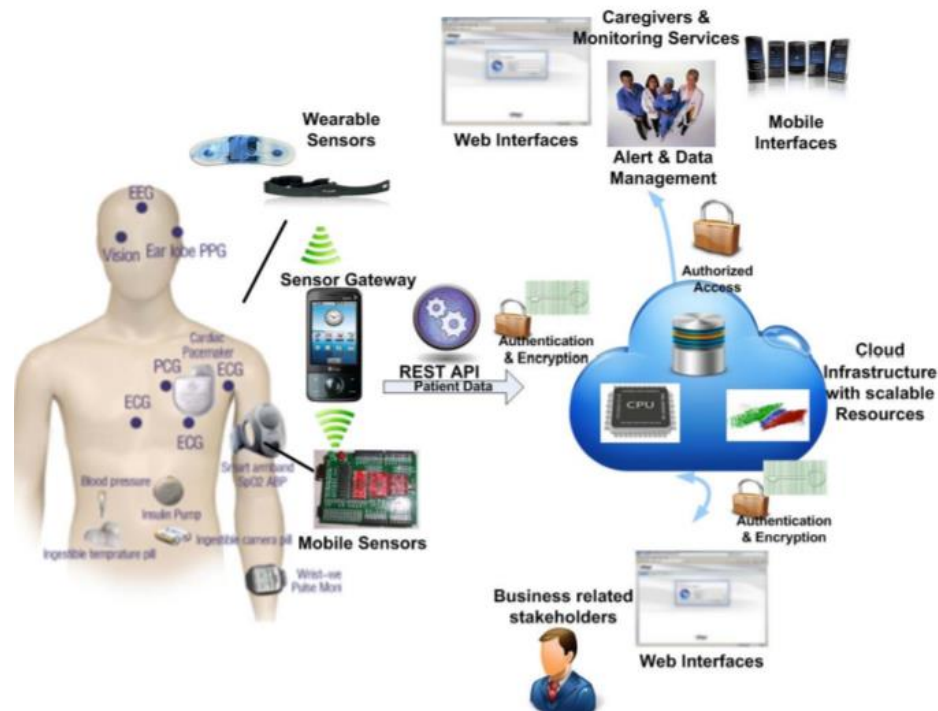 Caregivers &
Monitoring Services
Web Interfaces
Alert & Data
Management
Mobile
Interfaces
Wearable
Sensors
EEG
Vision
Ear lobe PPG
Sensor Gateway
Authorized
Access
Cardiac
Pacemaker
PCG
ECG
ECG
ECG
REST API
Patient Data
Authentication
& Encryption
CPU
Cloud
Infrastructure
with scalable
Resources
Smart armband
SpO2 ABP
Blood pressure
Insulin Pump
Ingestible temprature pill
Ingestible camera pill
Mobile Sensors
Wrist-we
Pulse Moni
Authentication
& Encryption
Business related
stakeholders
Web Interfaces